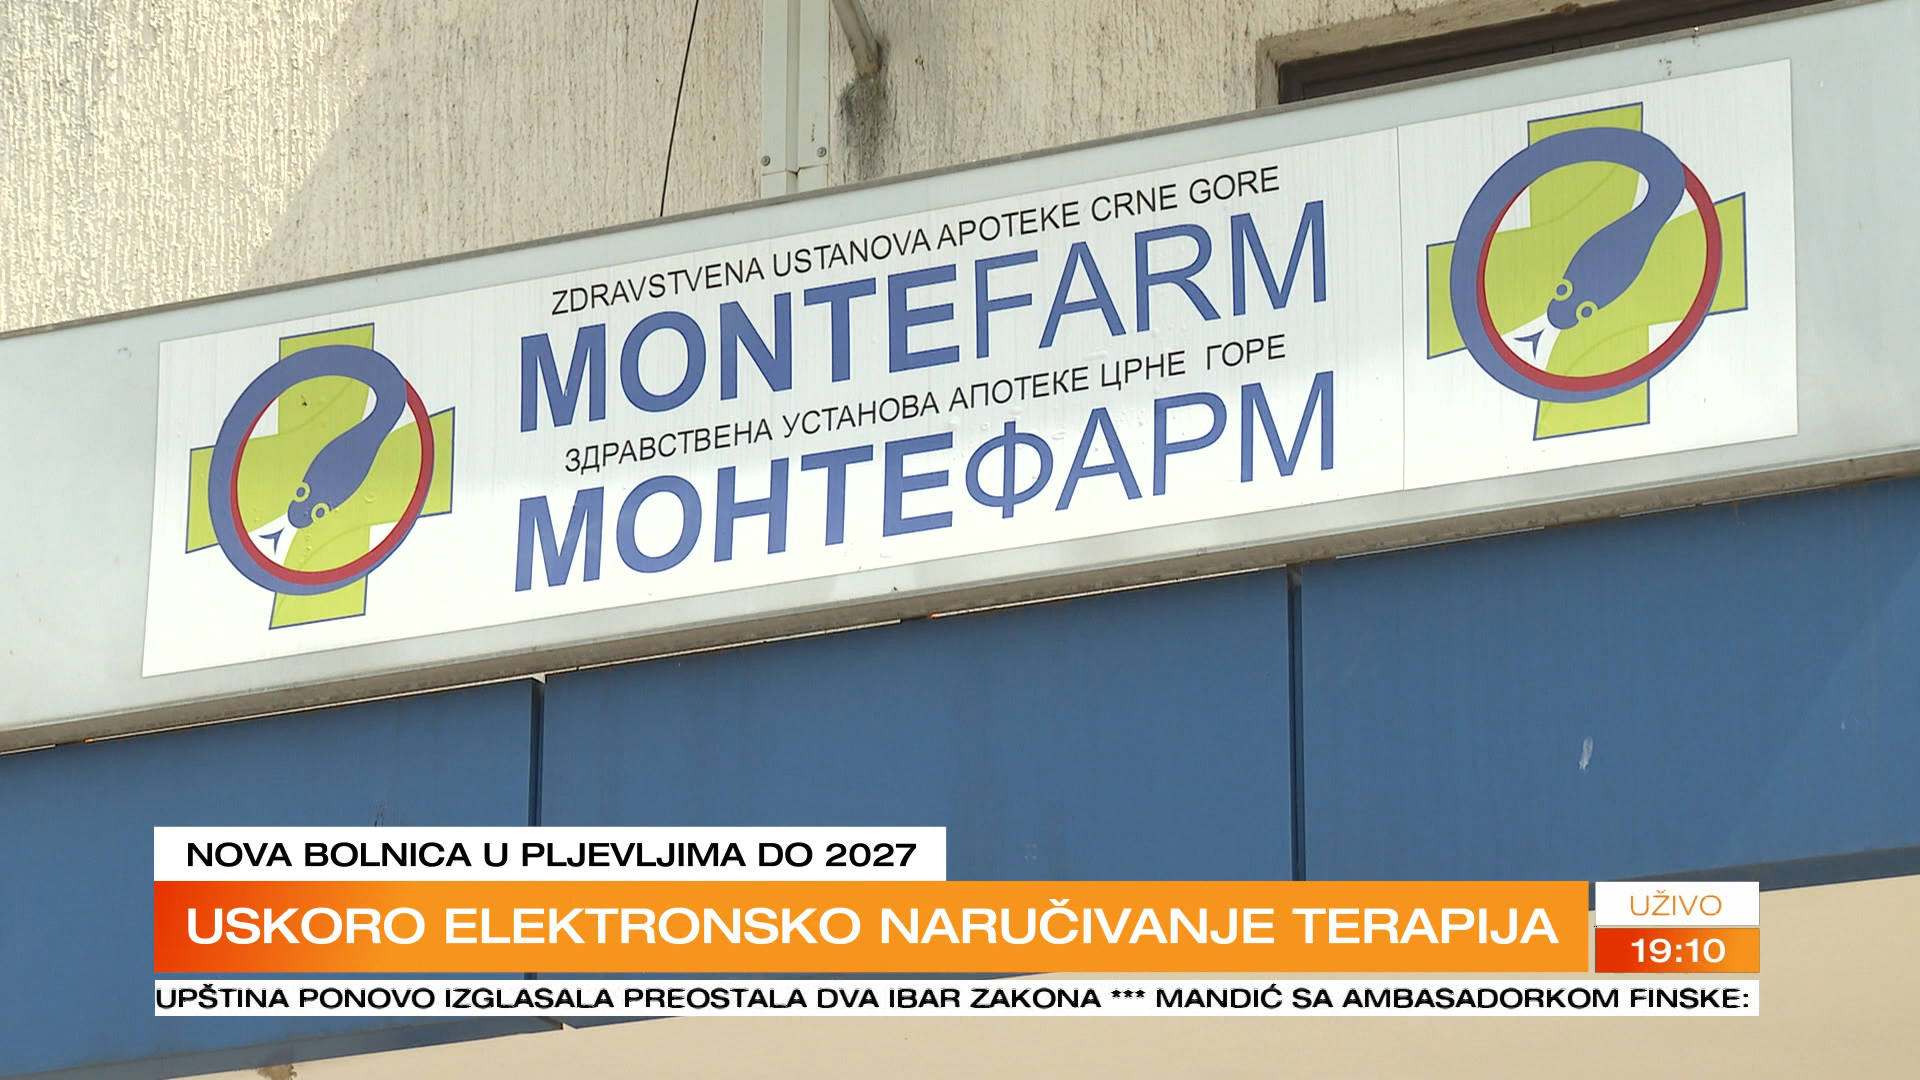 ZDRAVSTVENA USTANOVA APOTEKE CRNE GORE
MONTEFARM
ЗДРАВСТВЕНА УСТАНОВА АПОТЕКЕ ЦРНЕ ГОРЕ
МОНТЕФАРМ
NOVA BOLNICA U PLJEVLJIMA DO 2027
USKORO ELEKTRONSKO NARUČIVANJE TERAPIJA
UŽIVO
19:10
UPŠTINA PONOVO IZGLASALA PREOSTALA DVA IBAR ZAKONA *** MANDIĆ SA AMBASADORKOM FINSKE: